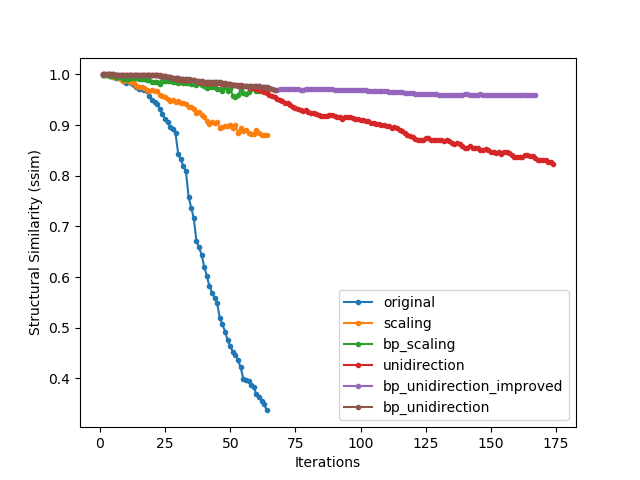 1.0
0.9
0.8
0.7
0.6
0.5
0.4
Structural Similarity (ssim)
0 25 50 75 100 125 150 175
Iterations
original
scaling
bp_scaling
unidirection
bp_unidirection_improved
bp_unidirection